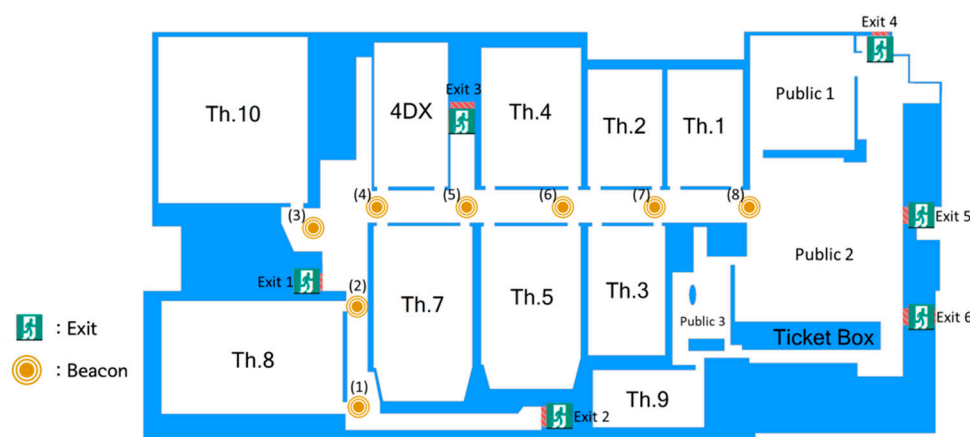 Exit 4
Th.10
4DX
Exit 3
Th.4
Th.2
Th.1
Public 1
(3)
(4)
(5)
(6)
(7)
(8)
Exit 5
Exit 1
(2)
Th.7
Th.5
Th.3
Public 2
Public 3
Exit 6
: Exit
Ticket Box
: Beacon
Th.8
(1)
Exit 2
Th.9